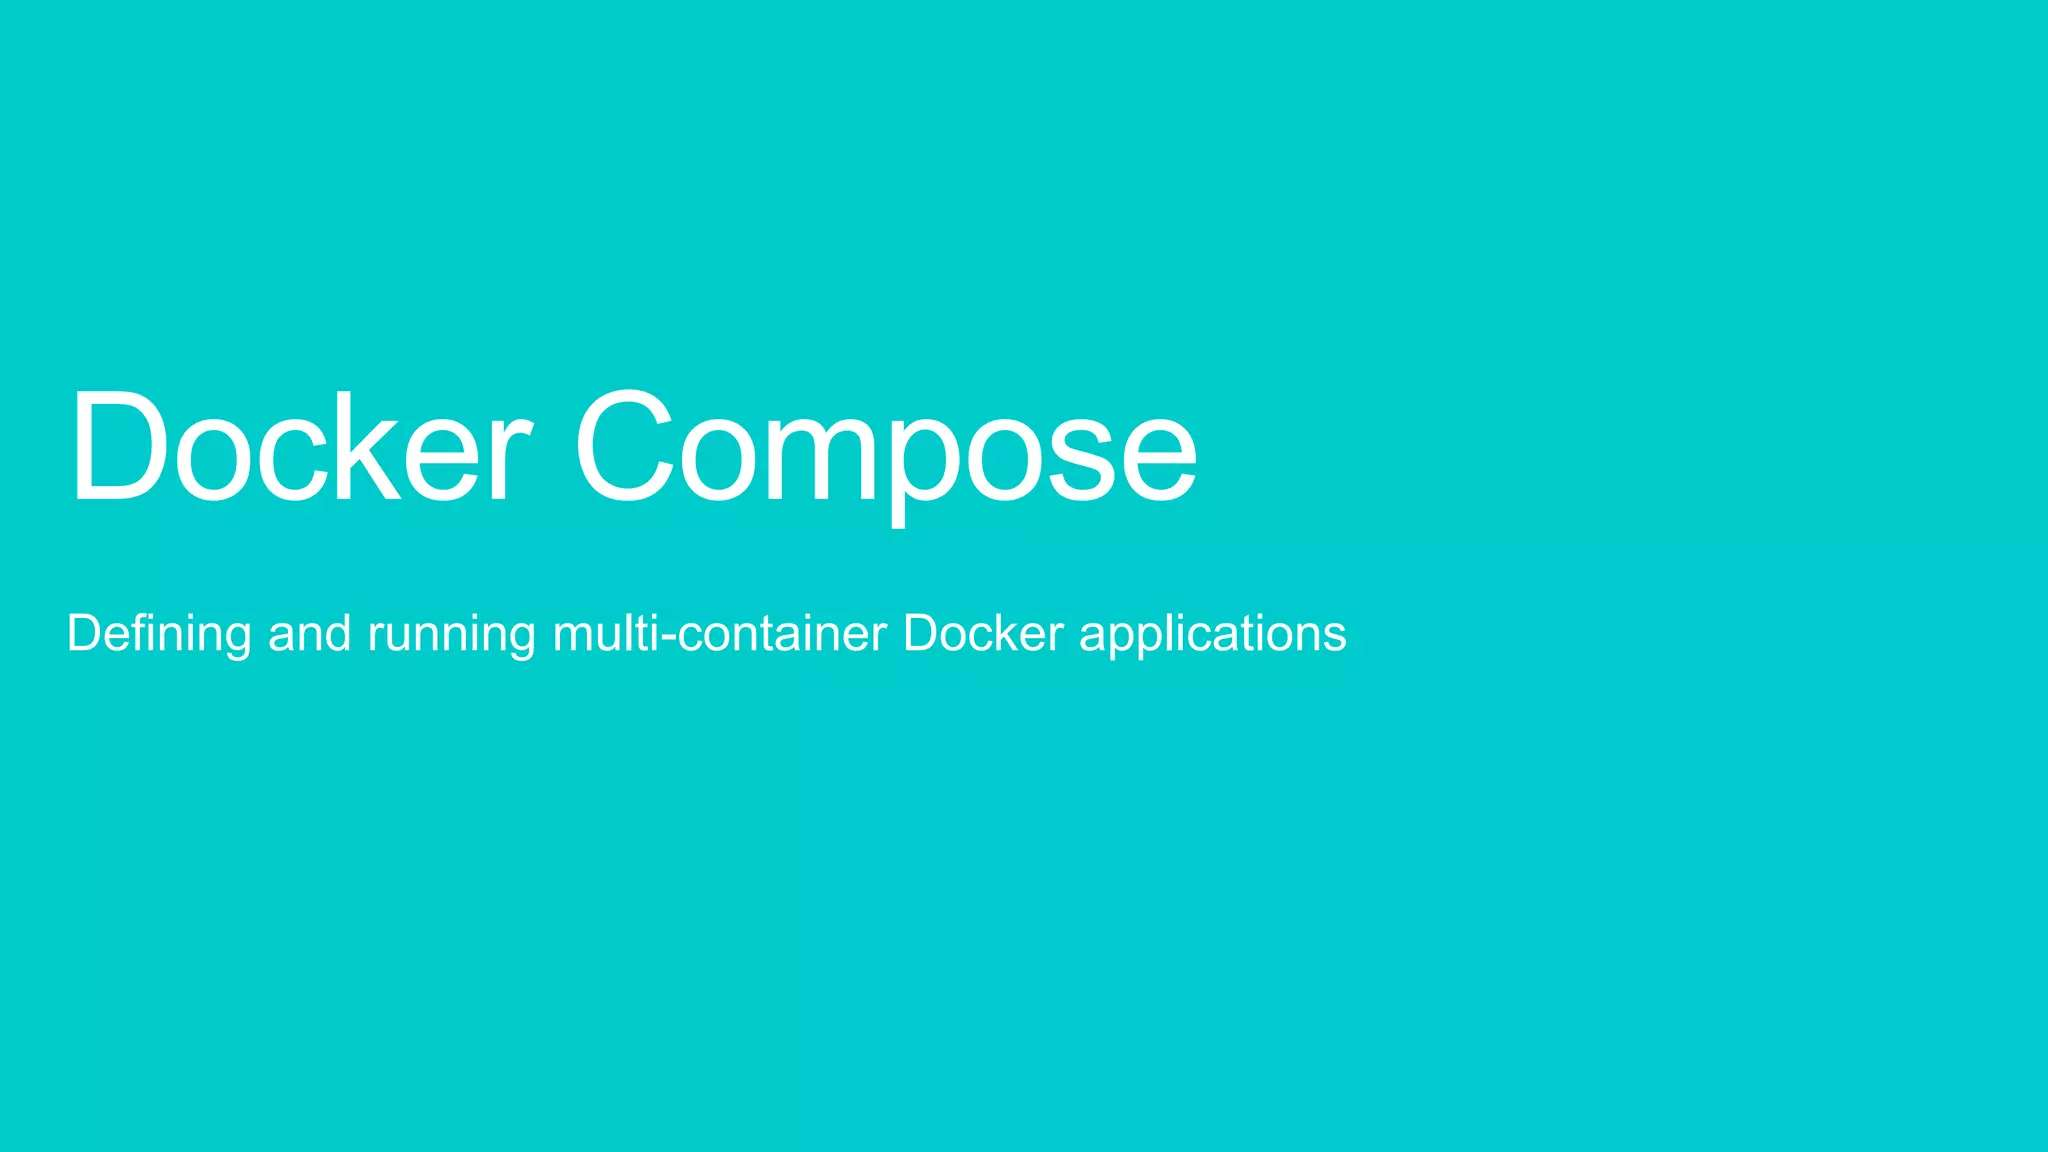 Docker Compose
Defining and running multi-container Docker applications